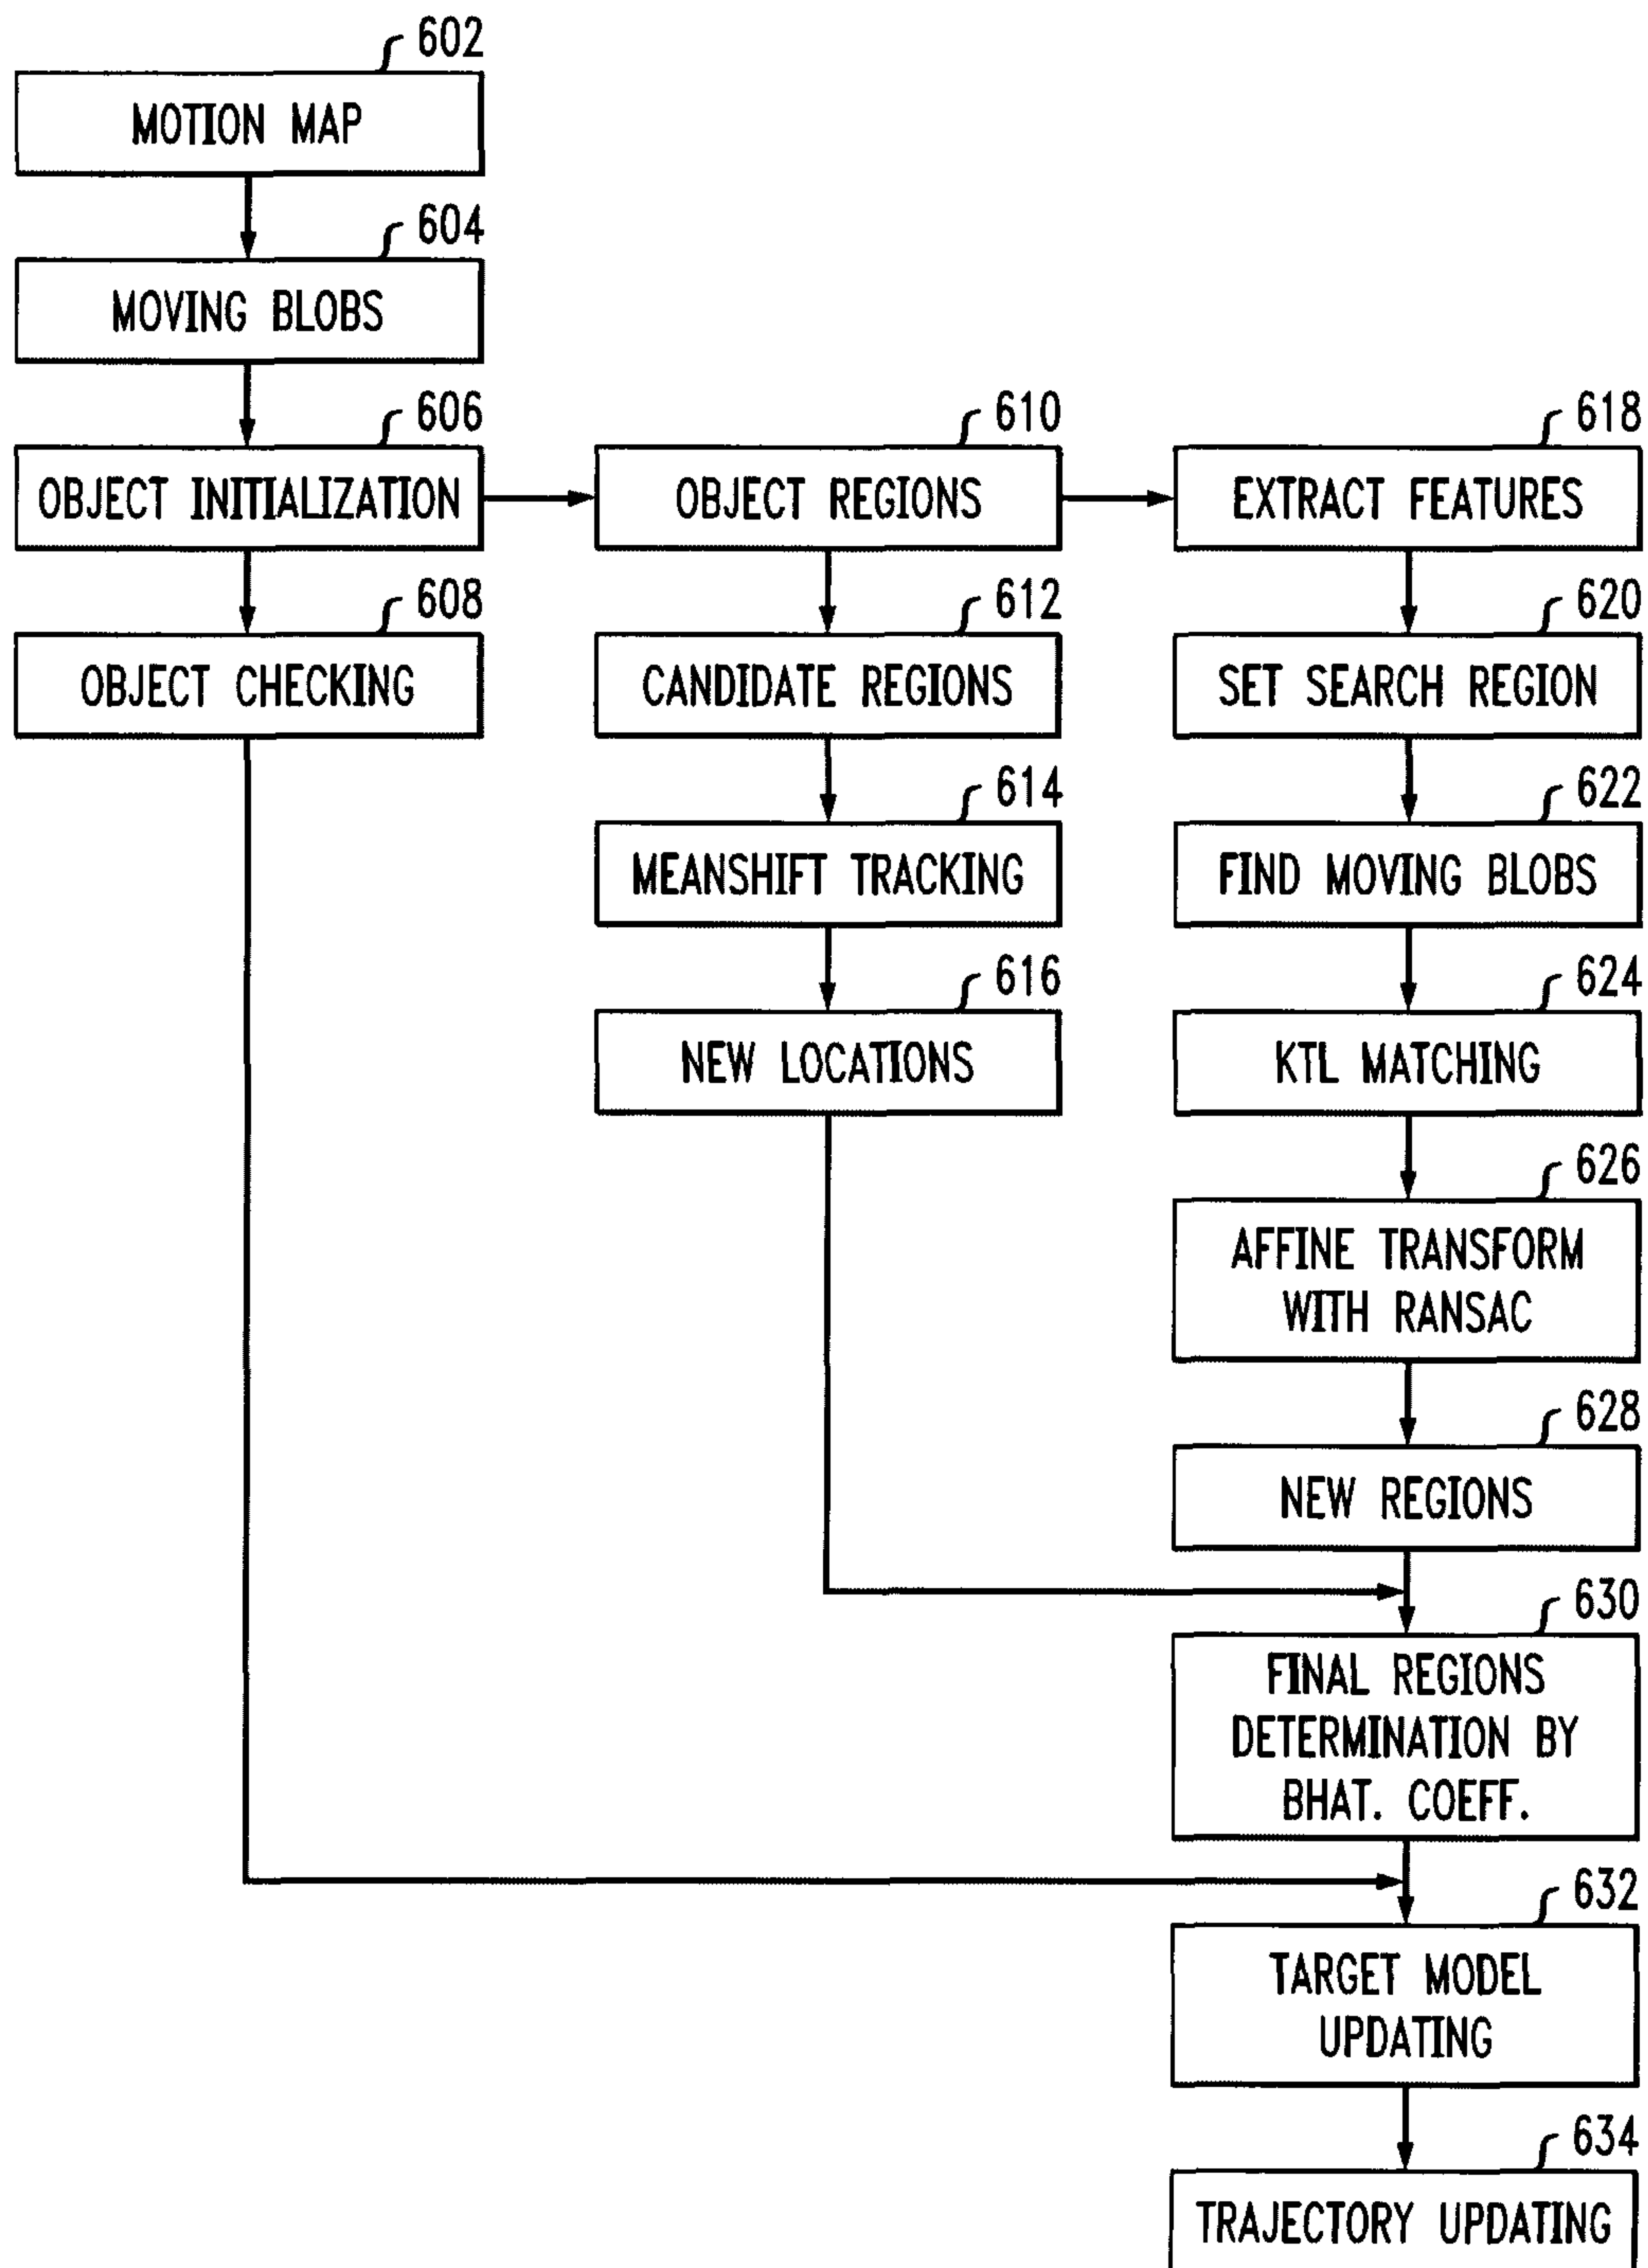 602
MOTION MAP
604
MOVING BLOBS
606
OBJECT INITIALIZATION
608
OBJECT CHECKING
610
OBJECT REGIONS
612
CANDIDATE REGIONS
614
MEANSHIFT TRACKING
616
NEW LOCATIONS
618
EXTRACT FEATURES
620
SET SEARCH REGION
622
FIND MOVING BLOBS
624
KTL MATCHING
626
AFFINE TRANSFORM
WITH RANSAC
628
NEW REGIONS
630
FINAL REGIONS
DETERMINATION BY
BHAT. COEFF.
632
TARGET MODEL
UPDATING
634
TRAJECTORY UPDATING